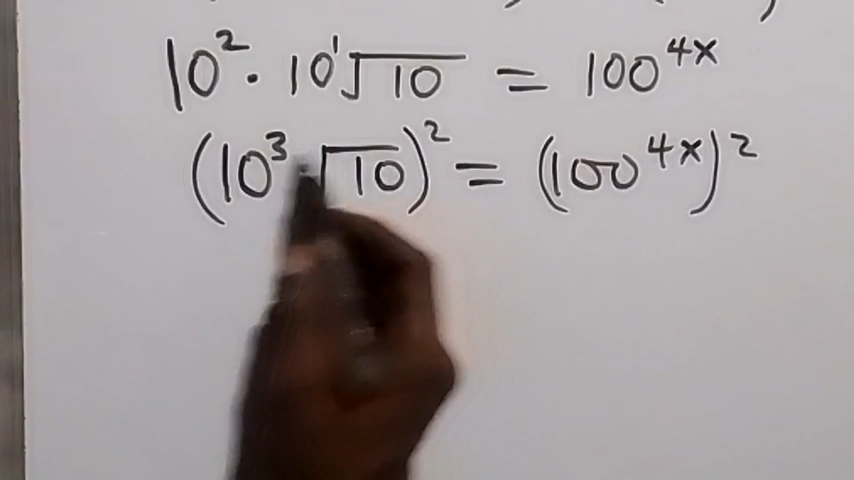 10² · 10¹√10 = 100⁴ˣ
(10³ · √10)² = (100⁴ˣ)²